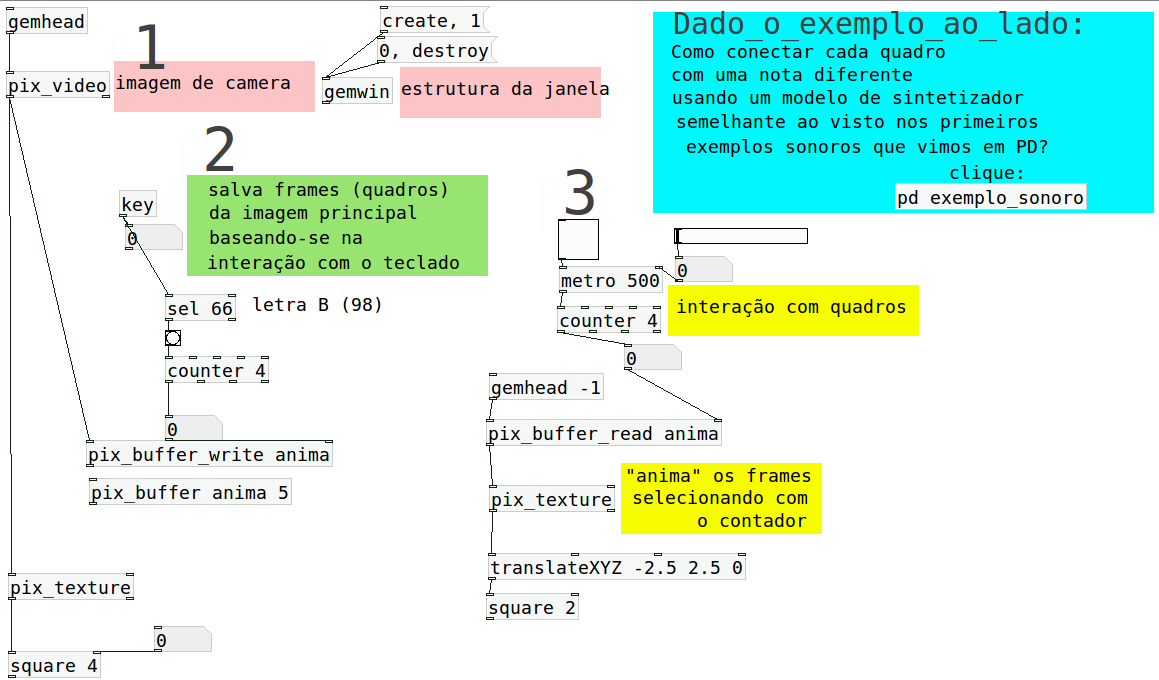 gemhead
pix_video
1
imagem de camera
create, 1
0, destroy
gemwin
estrutura da janela
2
salva frames (quadros)
da imagem principal
baseando-se na
interação com o teclado
key
0
sel 66
letra B (98)
counter 4
0
pix_buffer_write anima
pix_buffer anima 5
pix_texture
0
square 4
3
metro 500
0
counter 4
interação com quadros
0
gemhead -1
pix_buffer_read anima
pix_texture
"anima" os frames
selecionando com
o contador
translateXYZ -2.5 2.5 0
square 2
Dado_o_exemplo_ao_lado:
Como conectar cada quadro
com uma nota diferente
usando um modelo de sintetizador
semelhante ao visto nos primeiros
exemplos sonoros que vimos em PD?
clique:
pd exemplo_sonoro